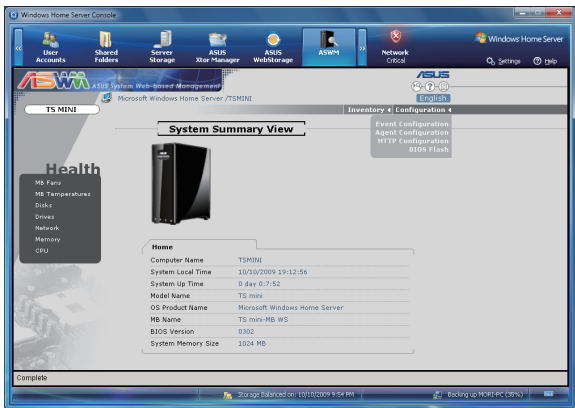 Windows Home Server Console
User Accounts
Shared Folders
Server Storage
ASUS Xtor Manager
ASUS WebStorage
ASWM
Network
Critical
Windows Home Server
Settings
Help
ASWM ASUS System Web-based Management
ASUS
Microsoft Windows Home Server /TSMINI
English
TS MINI
Inventory
Configuration
Event Configuration
Agent Configuration
HTTP Configuration
BIOS Flash
System Summary View
Health
MB Fans
MB Temperatures
Disks
Drives
Network
Memory
CPU
Home
Computer Name TSMINI
System Local Time 10/10/2009 19:12:56
System Up Time 0 day 0:7:52
Model Name TS mini
OS Product Name Microsoft Windows Home Server
MB Name TS mini-MB WS
BIOS Version 0302
System Memory Size 1024 MB
Complete
Storage Balanced on: 10/10/2009 9:54 PM
Backing up MORI-PC (35%)